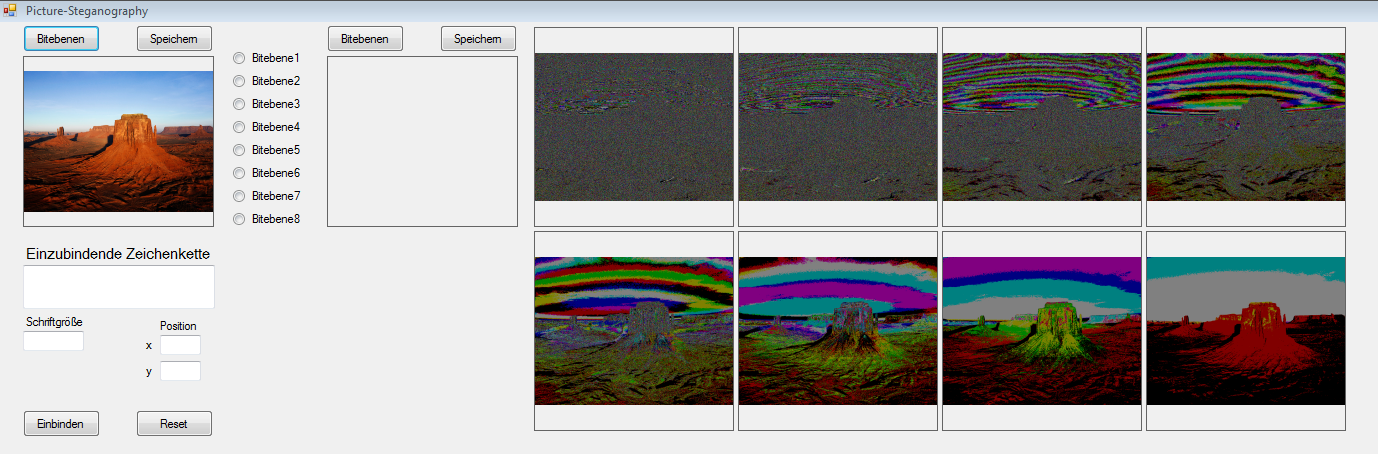 Picture-Steganography
Bitebenen
Speichern
Bitebene1
Bitebene2
Bitebene3
Bitebene4
Bitebene5
Bitebene6
Bitebene7
Bitebene8
Bitebenen
Speichern
Einzubindende Zeichenkette
Schriftgröße
Position
x
y
Einbinden
Reset